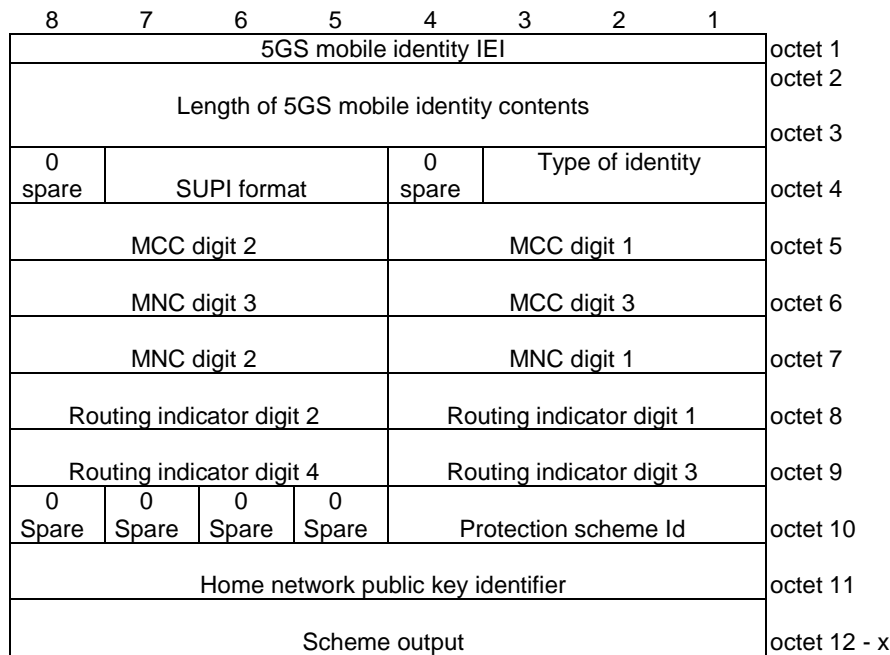 8 7 6 5 4 3 2 1
5GS mobile identity IEI octet 1
octet 2
Length of 5GS mobile identity contents
octet 3
0 0 Type of identity
spare SUPI format spare octet 4
MCC digit 2 MCC digit 1 octet 5
MNC digit 3 MCC digit 3 octet 6
MNC digit 2 MNC digit 1 octet 7
Routing indicator digit 2 Routing indicator digit 1 octet 8
Routing indicator digit 4 Routing indicator digit 3 octet 9
0 0 0 0
Spare Spare Spare Spare Protection scheme Id octet 10
Home network public key identifier octet 11
Scheme output octet 12 - x